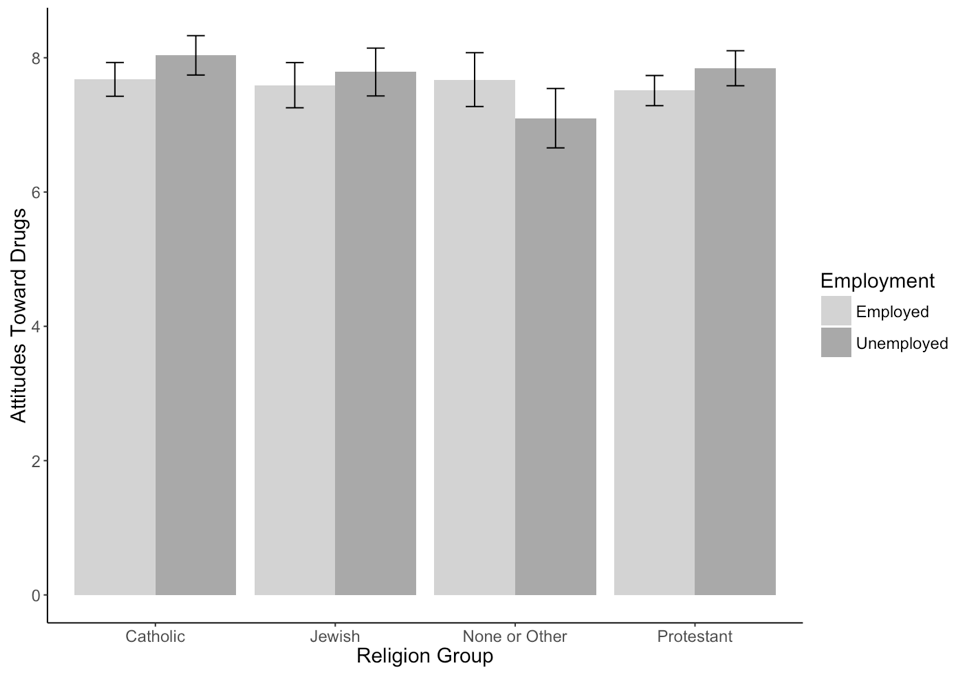 8
6
4
2
0
Attitudes Toward Drugs
Catholic
Jewish
None or Other
Protestant
Religion Group
Employment
Employed
Unemployed